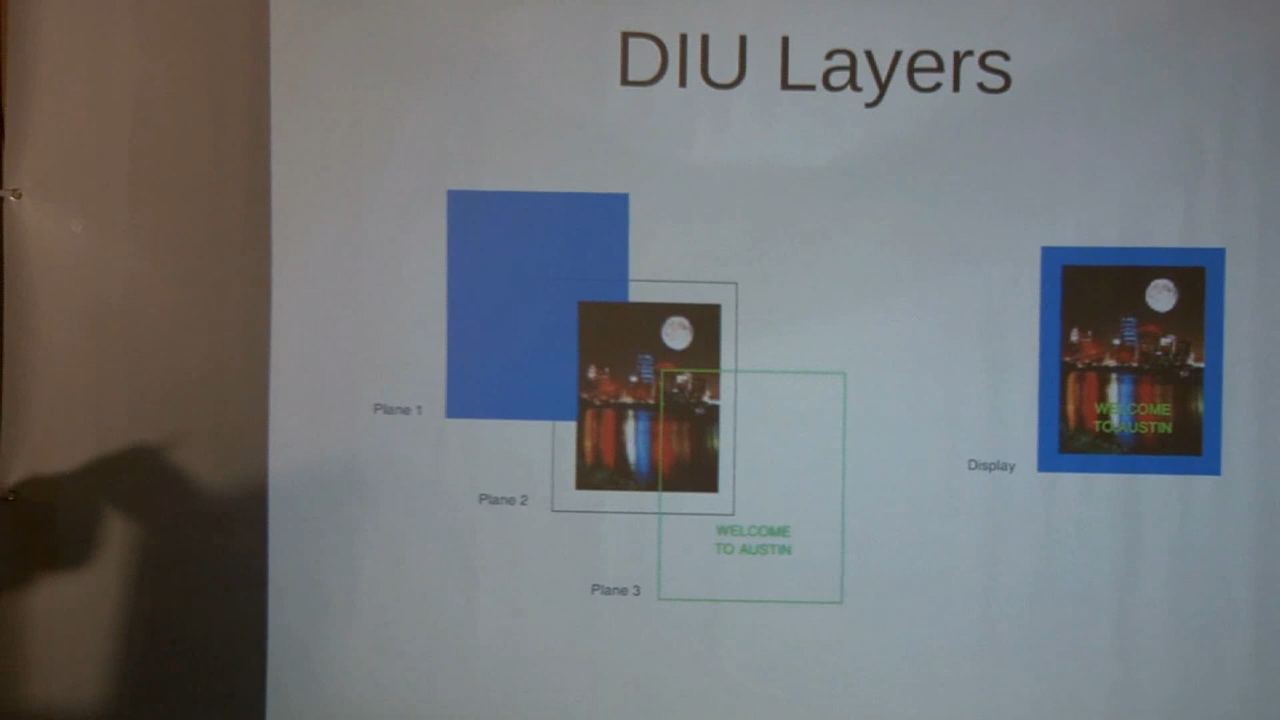 DIU Layers
Plane 1
Plane 2
WELCOME
TO AUSTIN
Plane 3
WELCOME
TO AUSTIN
Display